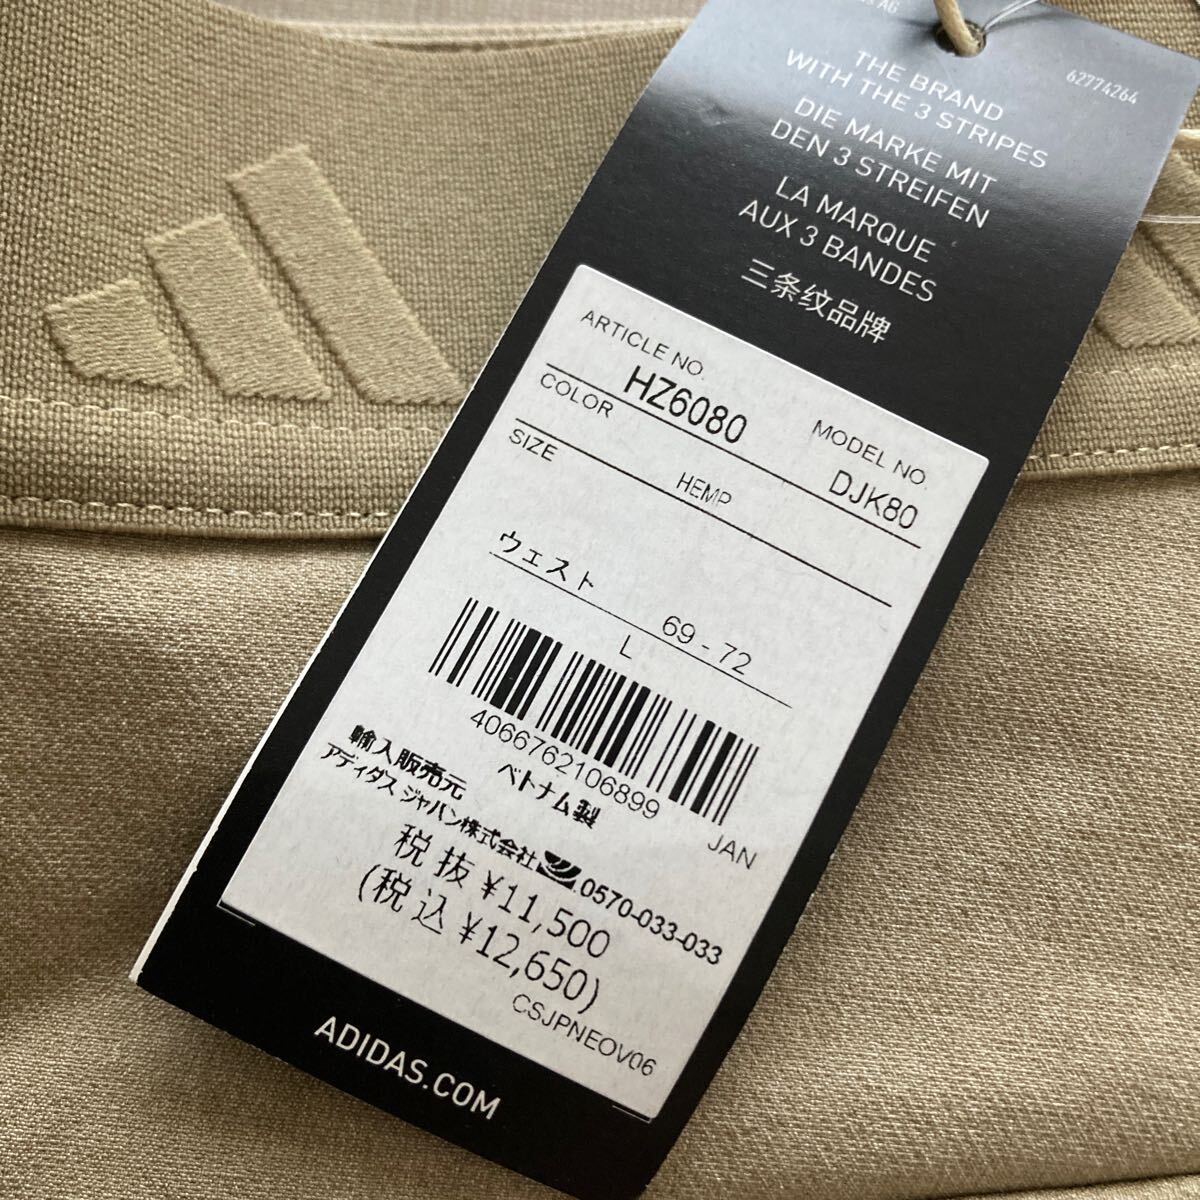 AG
62774264
THE BRAND
WITH THE 3 STRIPES
DIE MARKE MIT
DEN 3 STREIFEN
LA MARQUE
AUX 3 BANDES
三条纹品牌
ARTICLE NO. MODEL NO.
HZ6080 DJK80
COLOR
HEMP
SIZE
ウェスト 69 - 72
L
4066762106899
JAN
ベトナム製
輸入販売元
アディダス ジャパン株式会社 0570-033-033
税 抜 ¥11,500
(税 込 ¥12,650)
CSJPNEOV06
ADIDAS.COM